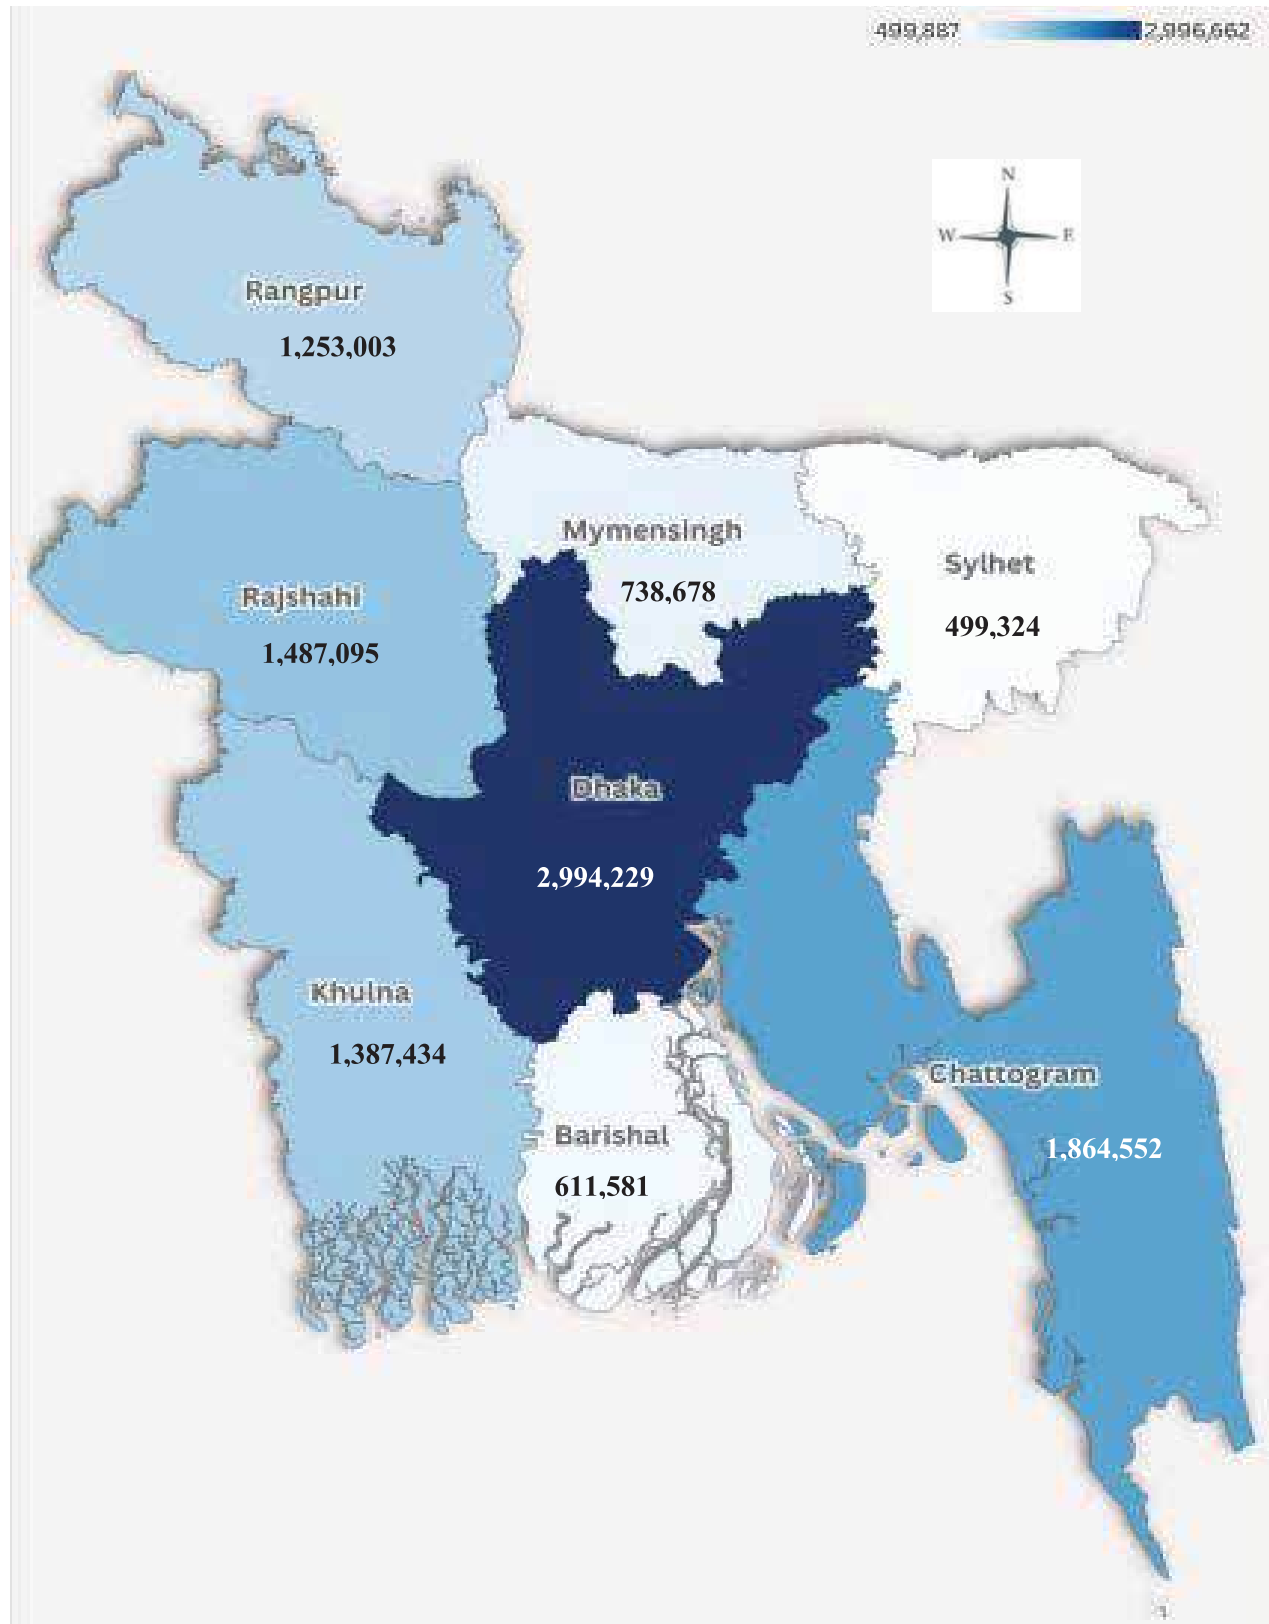 499,887 2,996,662
N
W E
S
Rangpur
1,253,003
Mymensingh
738,678
Sylhet
499,324
Rajshahi
1,487,095
Dhaka
2,994,229
Khulna
1,387,434
Chattogram
1,864,552
Barishal
611,581